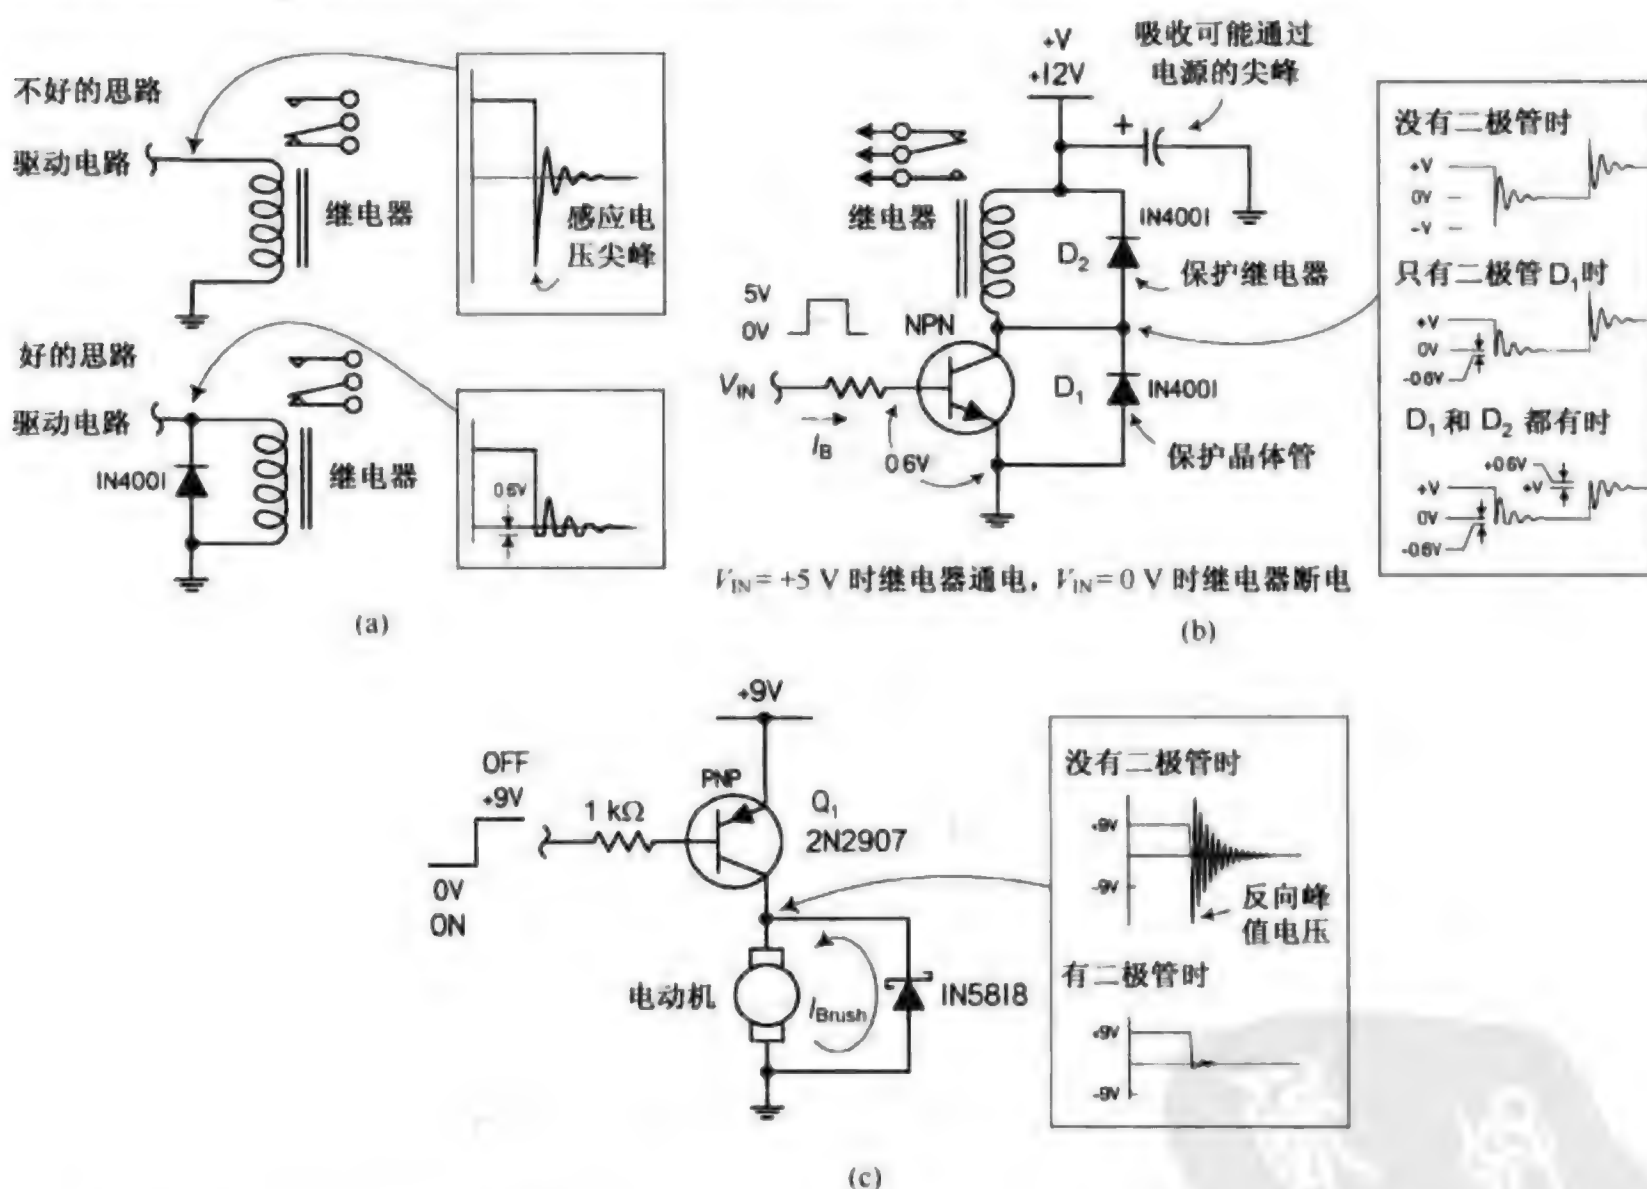 不好的思路
驱动电路
继电器
感应电
压尖峰
好的思路
驱动电路
IN4001
继电器
0.6V
(a)
+V
+12V
吸收可能通过
电源的尖峰
+
继电器
IN4001
D₂
保护继电器
5V
0V
NPN
V_IN
I_B
0.6V
D₁
IN4001
保护晶体管
没有二极管时
+V
0V
-V
只有二极管 D₁时
+V
0V
-0.6V
D₁ 和 D₂ 都有时
+0.6V
+V
+V
0V
-0.6V
V_IN = +5 V 时继电器通电, V_IN = 0 V 时继电器断电
(b)
+9V
OFF
+9V
0V
ON
1 kΩ
PNP
Q₁
2N2907
电动机
I_Brush
IN5818
没有二极管时
+9V
-9V
反向峰
值电压
有二极管时
+9V
-9V
(c)